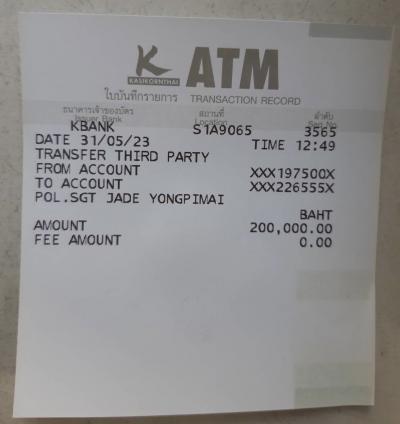 K ATM
KASIKORNTHAI
ใบบันทึกรายการ TRANSACTION RECORD
ธนาคารเจ้าของบัตร สถานที่ ลำดับ
Issuer Bank Location Seq No
KBANK S1A9065 3565
DATE 31/05/23 TIME 12:49
TRANSFER THIRD PARTY
FROM ACCOUNT XXX197500X
TO ACCOUNT XXX226555X
POL.SGT JADE YONGPIMAI
BAHT
AMOUNT 200,000.00
FEE AMOUNT 0.00